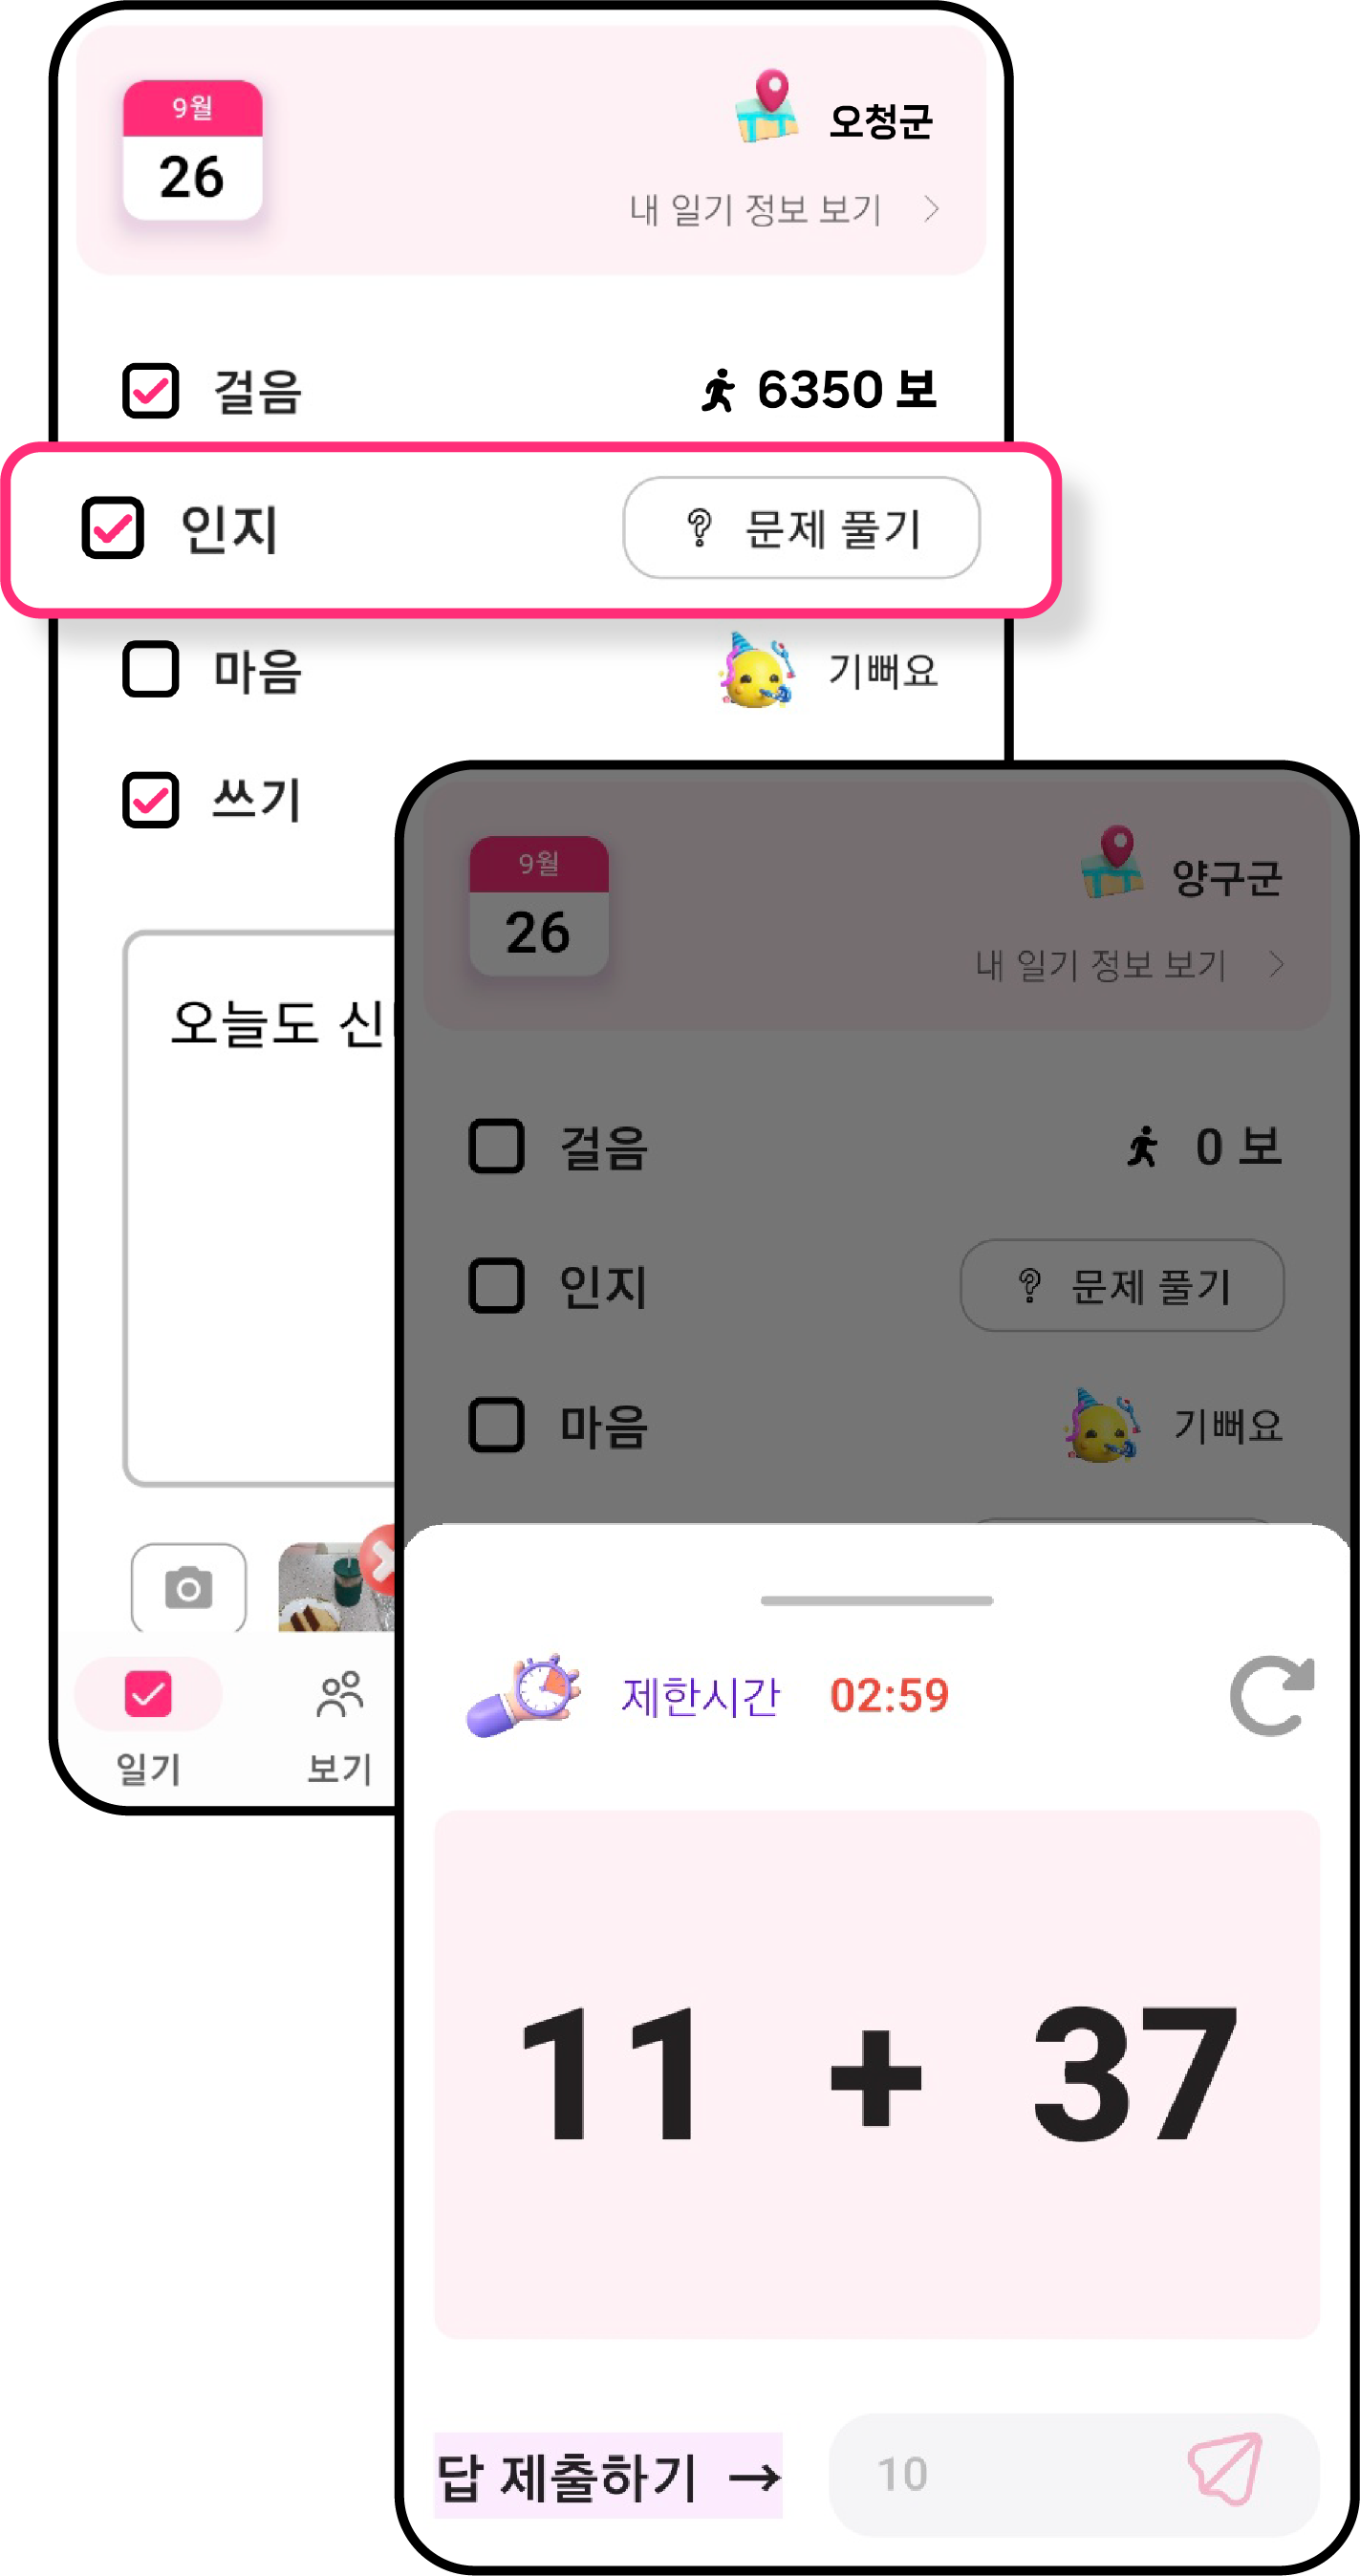 9월
26
오청군
내 일기 정보 보기 >
걸음
6350 보
인지
? 문제 풀기
마음
기뻐요
쓰기
오늘도 신
일기
보기
9월
26
양구군
내 일기 정보 보기 >
걸음
0 보
인지
? 문제 풀기
마음
기뻐요
제한시간 02:59
11 + 37
답 제출하기 →
10